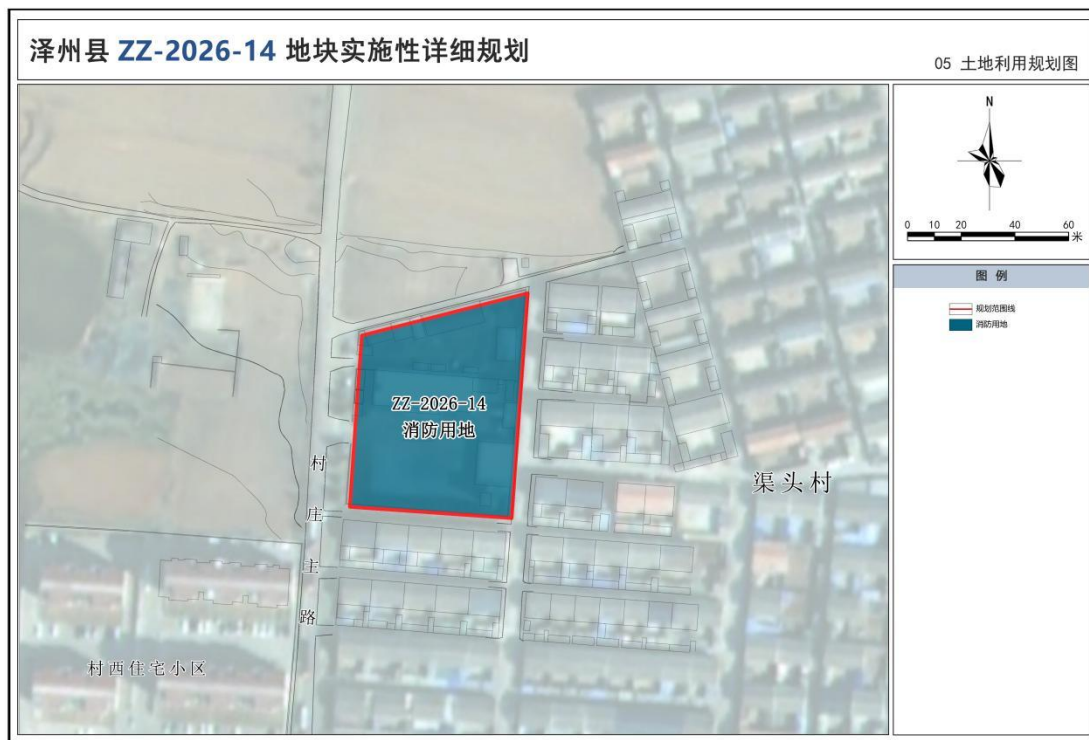 泽州县 ZZ-2026-14 地块实施性详细规划
05 土地利用规划图
N
0 10 20 40 60
米
图 例
规划范围线
消防用地
ZZ-2026-14
消防用地
村庄主路
渠头村
村西住宅小区